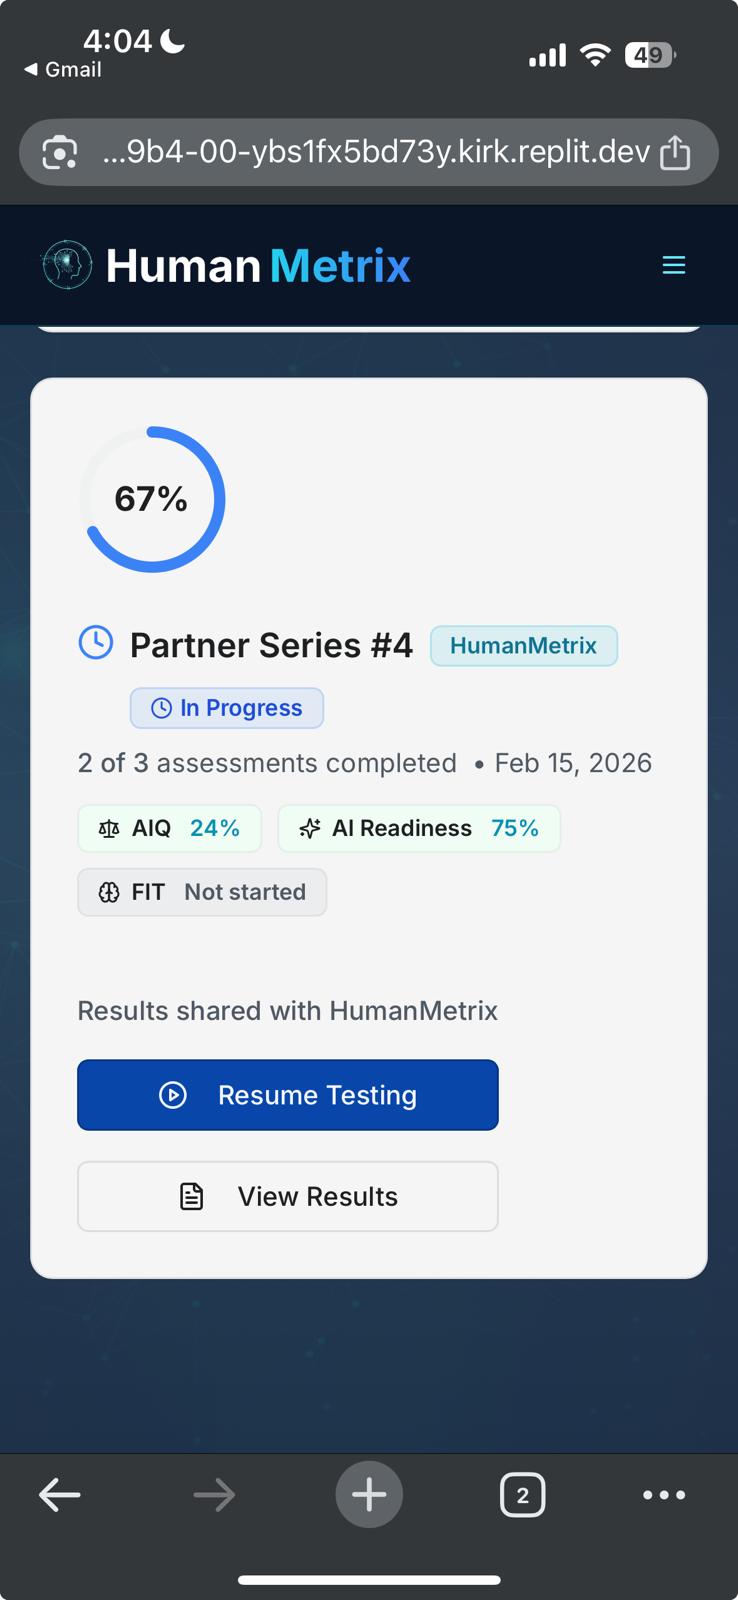 4:04
◀ Gmail
49
...9b4-00-ybs1fx5bd73y.kirk.replit.dev
Human Metrix
67%
Partner Series #4 HumanMetrix
In Progress
2 of 3 assessments completed • Feb 15, 2026
AIQ 24% AI Readiness 75%
FIT Not started
Results shared with HumanMetrix
Resume Testing
View Results
2